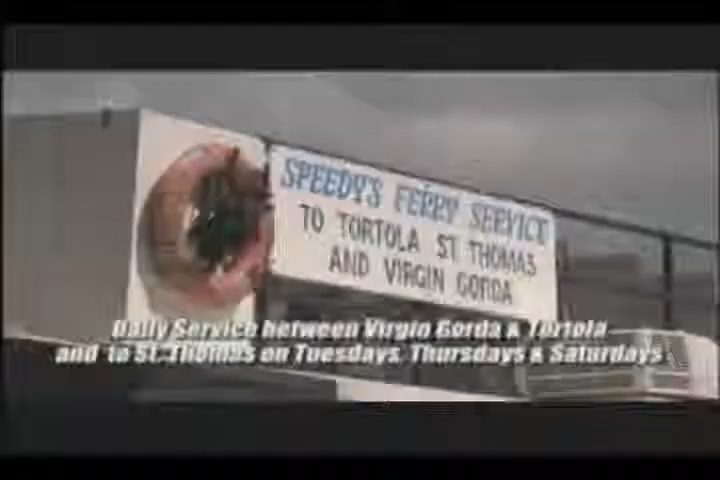 SPEEDY'S FERRY SERVICE
TO TORTOLA ST THOMAS
AND VIRGIN GORDA
Daily Service between Virgin Gorda & Tortola
and to St. Thomas on Tuesdays, Thursdays & Saturdays